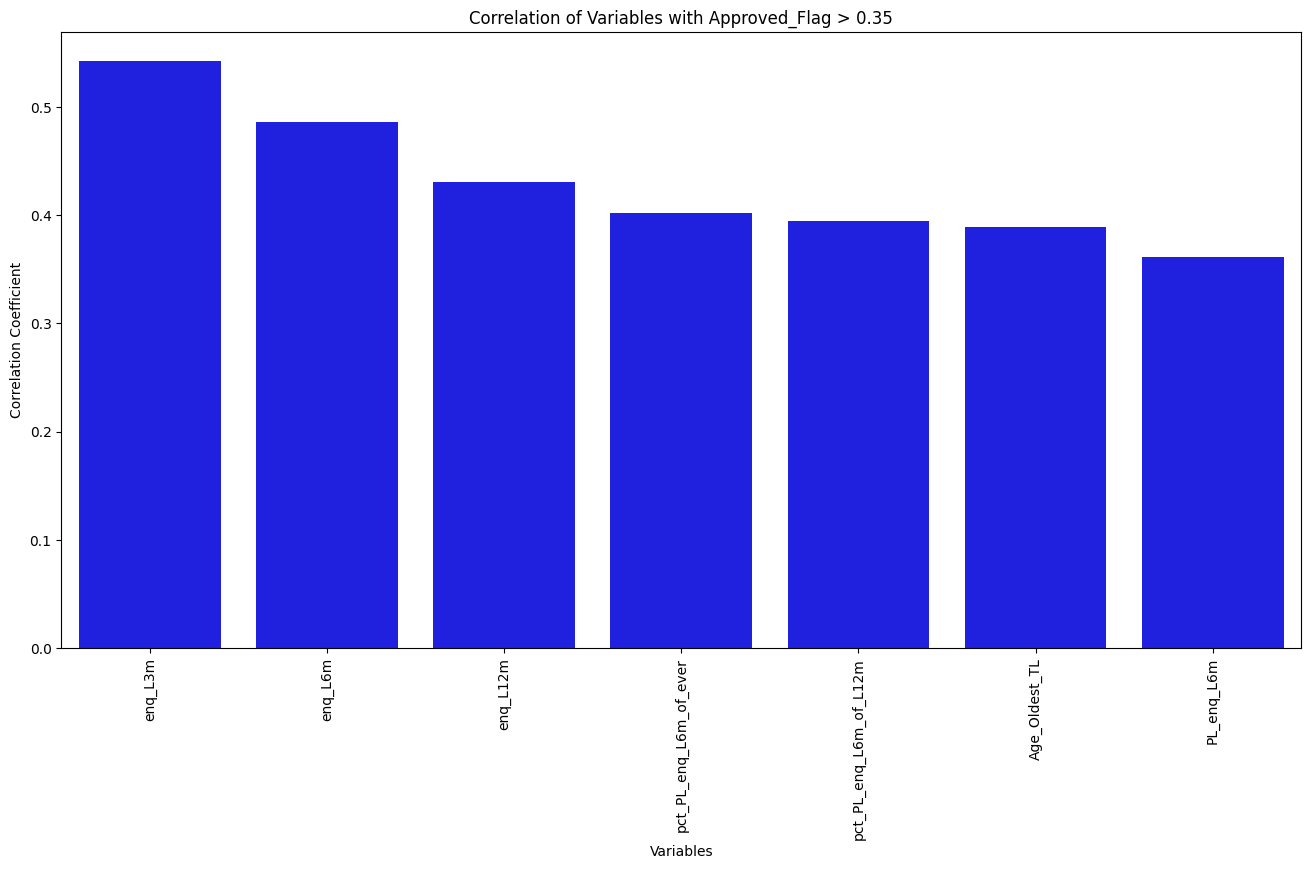 Correlation of Variables with Approved_Flag > 0.35
Correlation Coefficient
0.5
0.4
0.3
0.2
0.1
0.0
enq_L3m
enq_L6m
enq_L12m
pct_PL_enq_L6m_of_ever
pct_PL_enq_L6m_of_L12m
Age_Oldest_TL
PL_enq_L6m
Variables